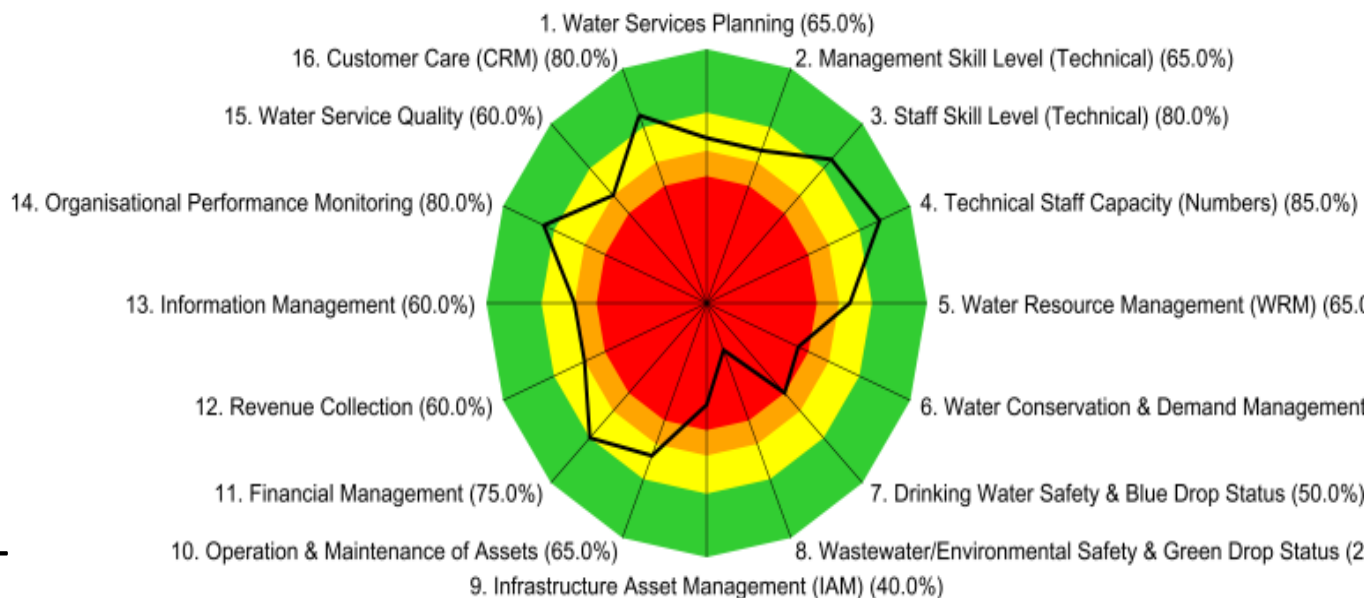 1. Water Services Planning (65.0%)
2. Management Skill Level (Technical) (65.0%)
3. Staff Skill Level (Technical) (80.0%)
4. Technical Staff Capacity (Numbers) (85.0%)
5. Water Resource Management (WRM) (65.0
6. Water Conservation & Demand Management
7. Drinking Water Safety & Blue Drop Status (50.0%)
8. Wastewater/Environmental Safety & Green Drop Status (2
9. Infrastructure Asset Management (IAM) (40.0%)
10. Operation & Maintenance of Assets (65.0%)
11. Financial Management (75.0%)
12. Revenue Collection (60.0%)
13. Information Management (60.0%)
14. Organisational Performance Monitoring (80.0%)
15. Water Service Quality (60.0%)
16. Customer Care (CRM) (80.0%)